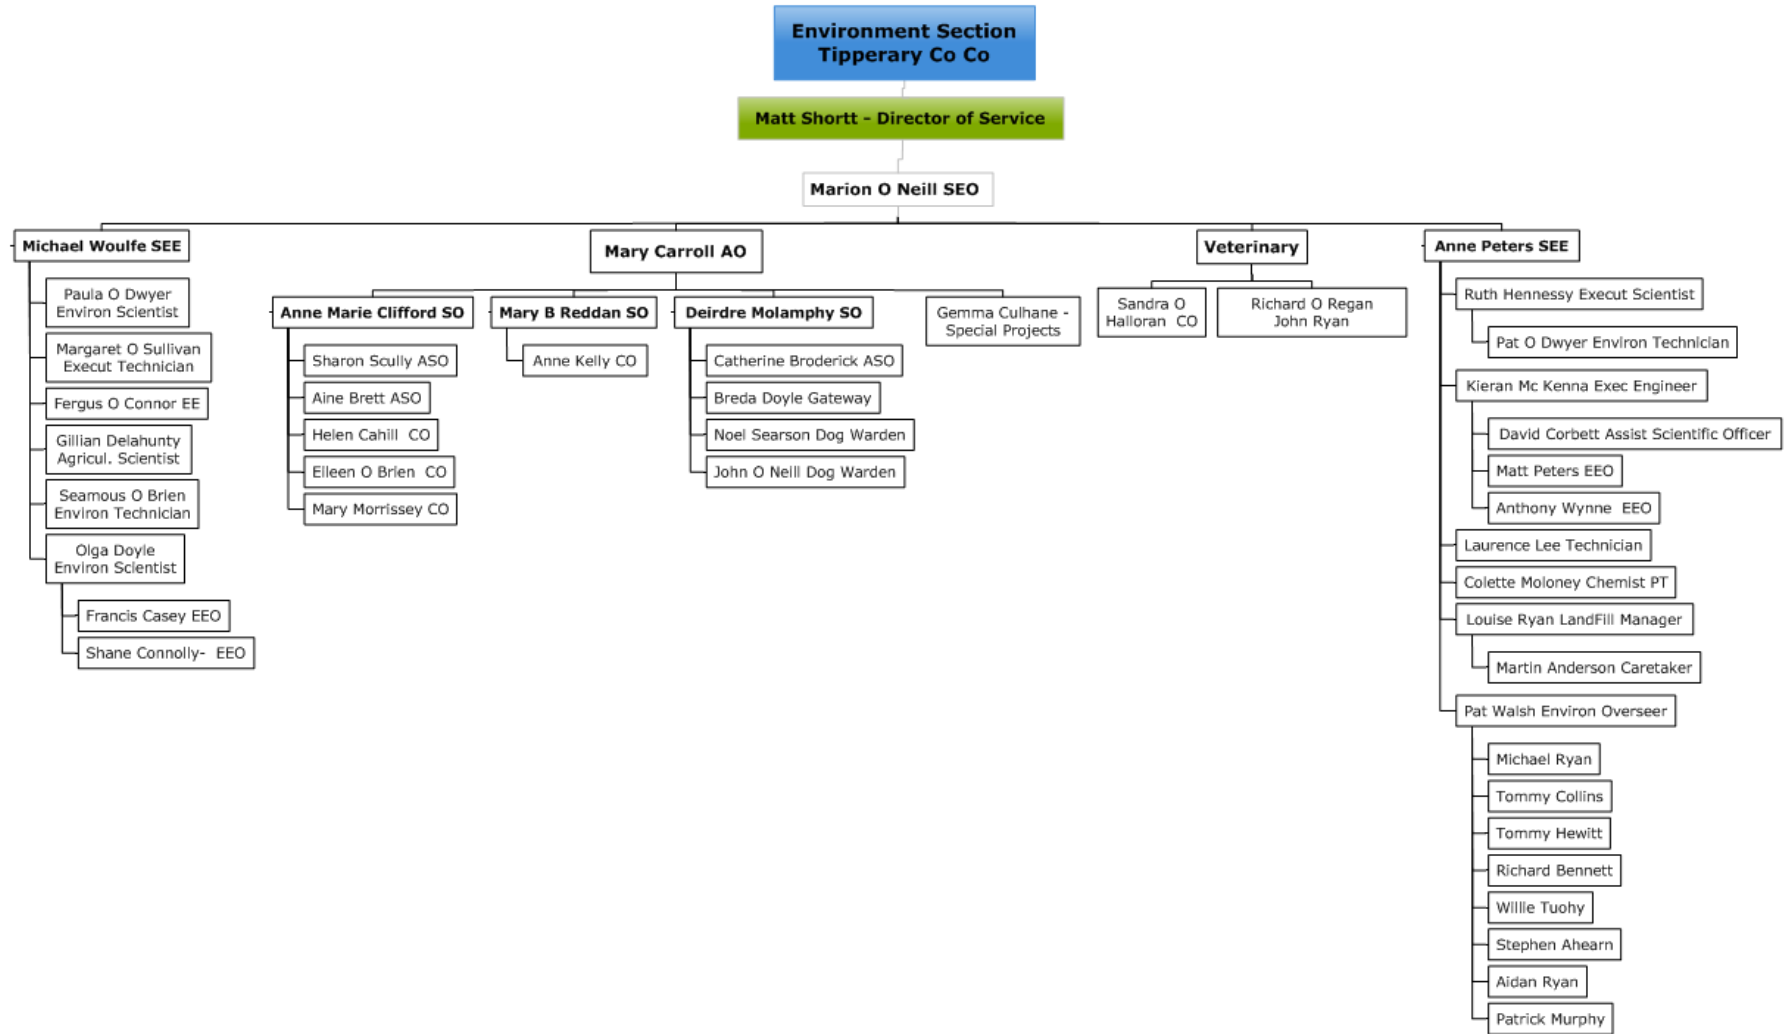 Environment Section
Tipperary Co Co
Matt Shortt - Director of Service
Marion O Neill SEO
Michael Woulfe SEE
Paula O Dwyer
Environ Scientist
Margaret O Sullivan
Execut Technician
Fergus O Connor EE
Gillian Delahunty
Agricul. Scientist
Seamous O Brien
Environ Technician
Olga Doyle
Environ Scientist
Francis Casey EEO
Shane Connolly-  EEO
Mary Carroll AO
Anne Marie Clifford SO
Sharon Scully ASO
Aine Brett ASO
Helen Cahill  CO
Elleen O Brien  CO
Mary Morrissey CO
Mary B Reddan SO
Anne Kelly CO
Deirdre Molamphy SO
Catherine Broderick ASO
Breda Doyle Gateway
Noel Searson Dog Warden
John O Neill Dog Warden
Gemma Culhane -
Special Projects
Veterinary
Sandra O
Halloran  CO
Richard O Regan
John Ryan
Anne Peters SEE
Ruth Hennessy Execut Scientist
Pat O Dwyer Environ Technician
Kieran Mc Kenna Exec Engineer
David Corbett Assist Scientific Officer
Matt Peters EEO
Anthony Wynne  EEO
Laurence Lee Technician
Colette Moloney Chemist PT
Louise Ryan LandFill Manager
Martin Anderson Caretaker
Pat Walsh Environ Overseer
Michael Ryan
Tommy Collins
Tommy Hewitt
Richard Bennett
Willie Tuohy
Stephen Ahearn
Aidan Ryan
Patrick Murphy